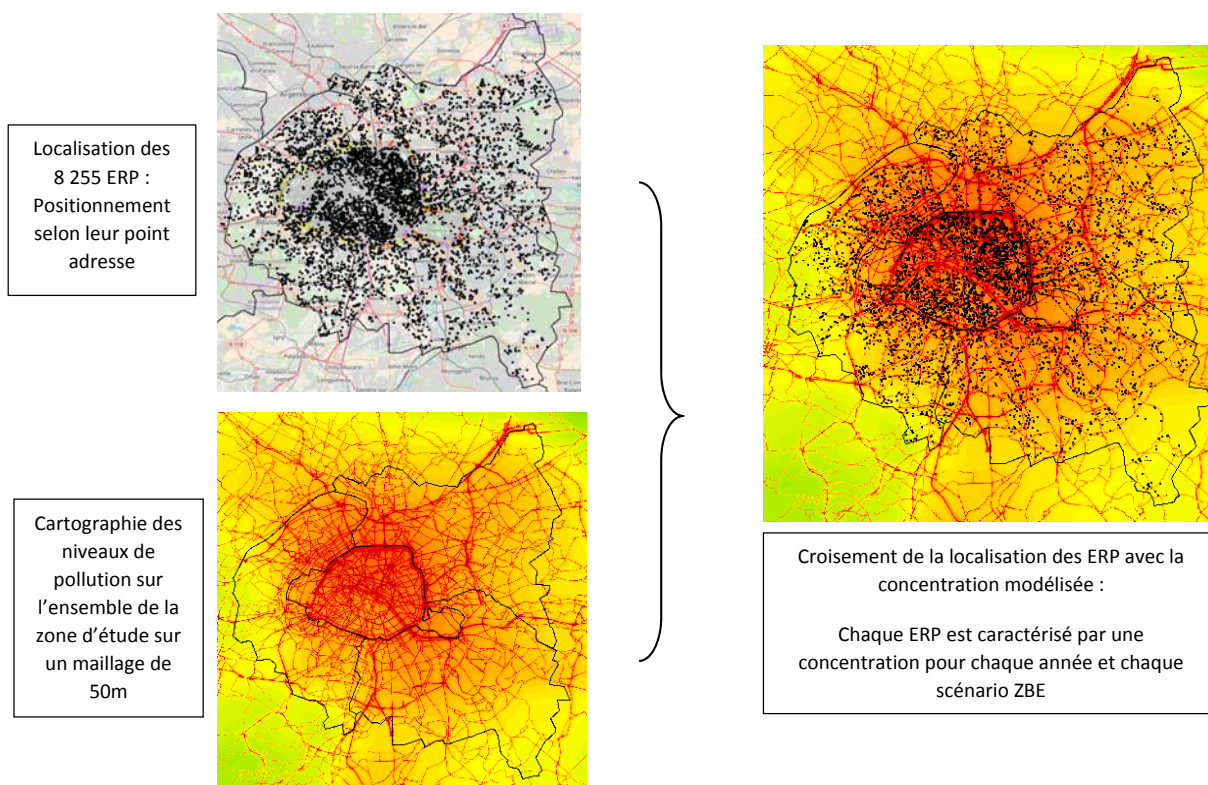 Localisation des
8 255 ERP :
Positionnement
selon leur point
adresse
Argenteuil
Cartographie des
niveaux de
pollution sur
l'ensemble de la
zone d'étude sur
un maillage de
50m
Croisement de la localisation des ERP avec la
concentration modélisée :
Chaque ERP est caractérisé par une
concentration pour chaque année et chaque
scénario ZBE